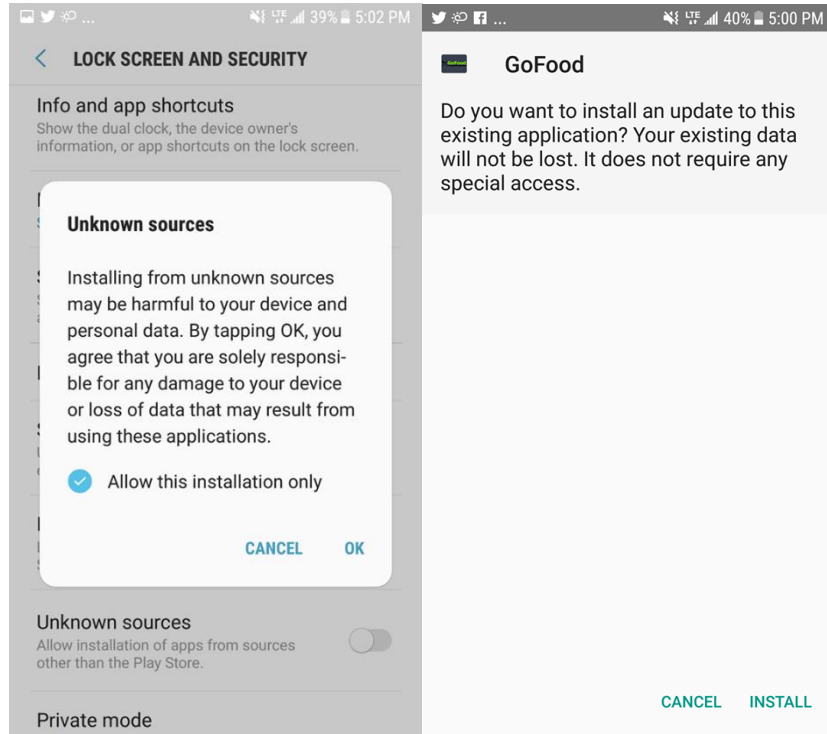 ... LTE 39% 5:02 PM
LOCK SCREEN AND SECURITY
Info and app shortcuts
Show the dual clock, the device owner's
information, or app shortcuts on the lock screen.
Unknown sources
Installing from unknown sources
may be harmful to your device and
personal data. By tapping OK, you
agree that you are solely responsi-
ble for any damage to your device
or loss of data that may result from
using these applications.
Allow this installation only
CANCEL OK
Unknown sources
Allow installation of apps from sources
other than the Play Store.
Private mode
... LTE 40% 5:00 PM
GoFood
GoFood
Do you want to install an update to this
existing application? Your existing data
will not be lost. It does not require any
special access.
CANCEL INSTALL